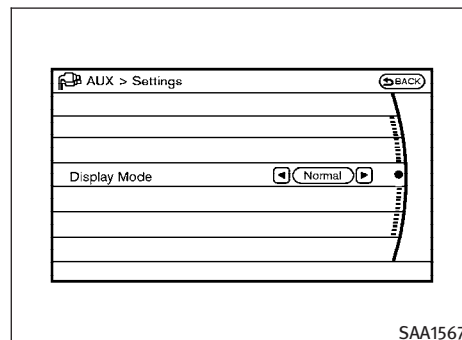 AUX > Settings
BACK
Display Mode
Normal
SAA1567